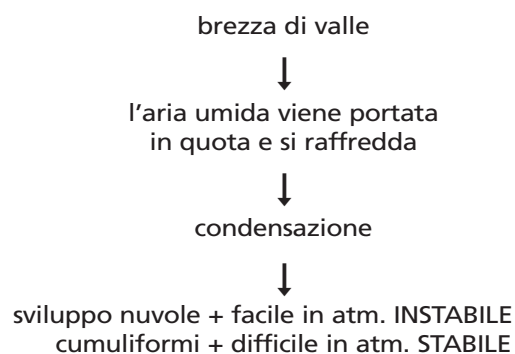 brezza di valle
l'aria umida viene portata
in quota e si raffredda
condensazione
sviluppo nuvole + facile in atm. INSTABILE
cumuliformi + difficile in atm. STABILE